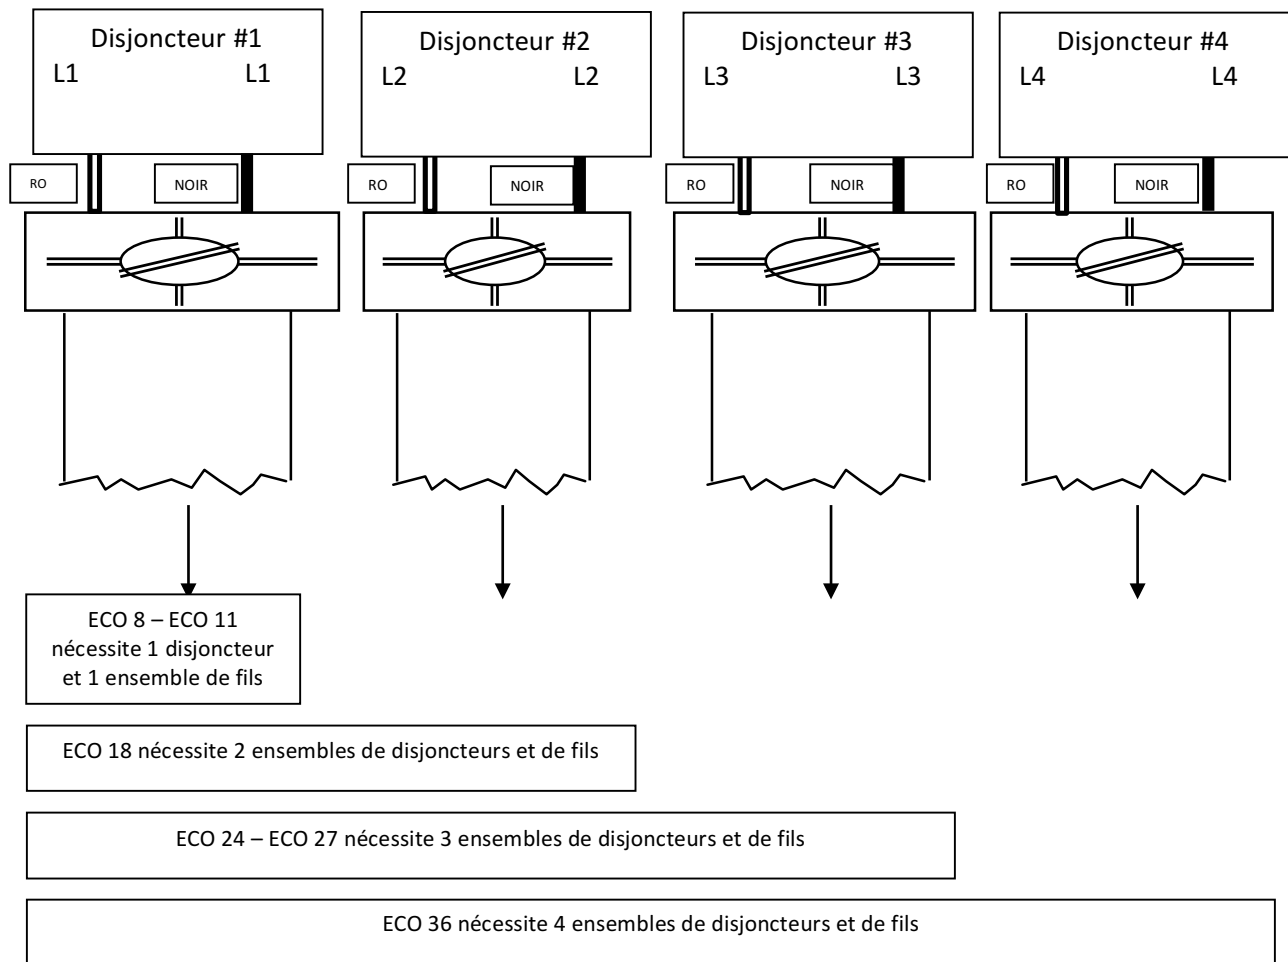 Disjoncteur #1
L1 L1
Disjoncteur #2
L2 L2
Disjoncteur #3
L3 L3
Disjoncteur #4
L4 L4
RO NOIR
RO NOIR
RO NOIR
RO NOIR
ECO 8 – ECO 11
nécessite 1 disjoncteur
et 1 ensemble de fils
ECO 18 nécessite 2 ensembles de disjoncteurs et de fils
ECO 24 – ECO 27 nécessite 3 ensembles de disjoncteurs et de fils
ECO 36 nécessite 4 ensembles de disjoncteurs et de fils